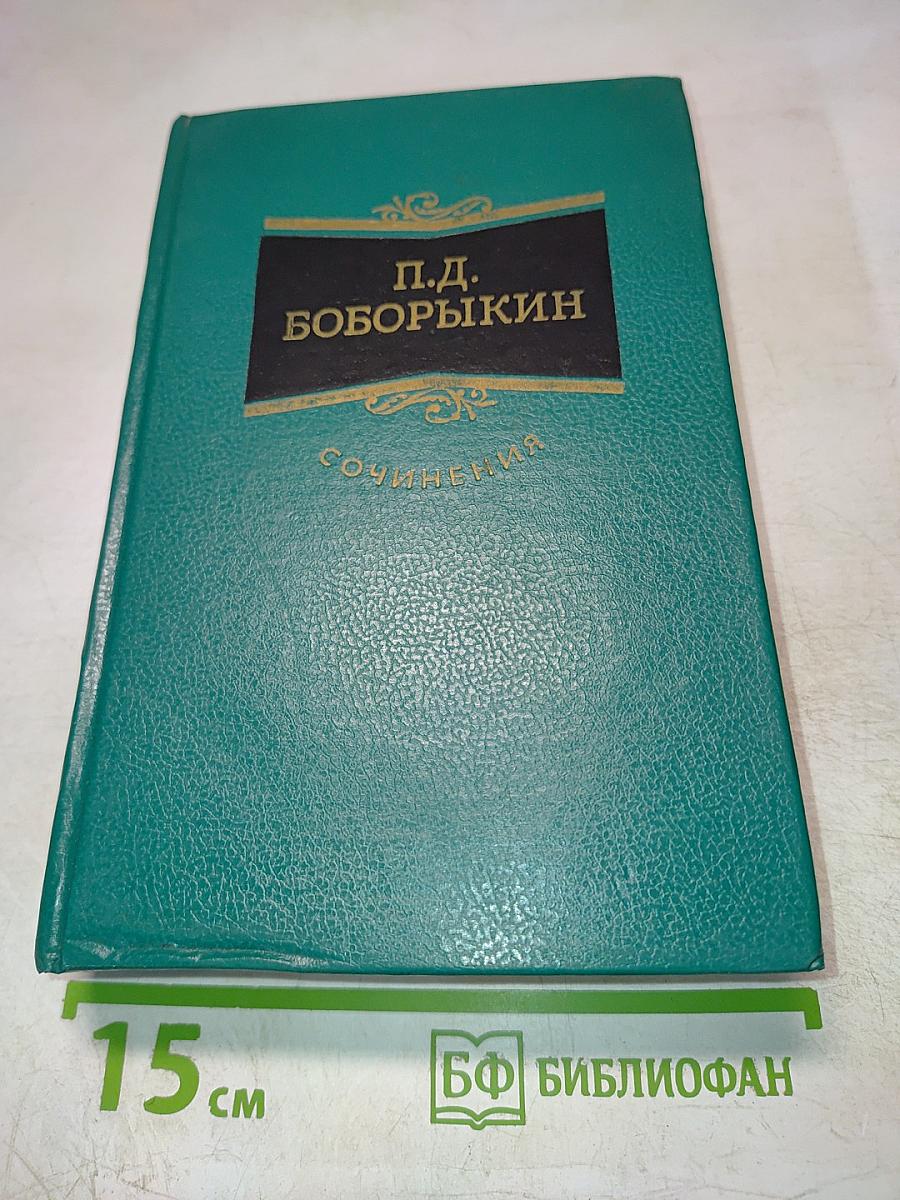 П.Д.
БОБОРЫКИН
СОЧИНЕНИЯ
15 см
БФ БИБЛИОФАН